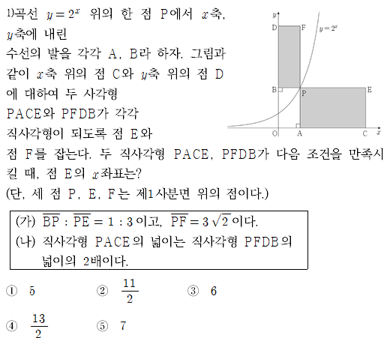 1)곡선 y=2^x 위의 한 점 P에서 x축,
y축에 내린
수선의 발을 각각 A, B라 하자. 그림과
같이 x축 위의 점 C와 y축 위의 점 D
에 대하여 두 사각형
PACE와 PFDB가 각각
직사각형이 되도록 점 E와
점 F를 잡는다. 두 직사각형 PACE, PFDB가 다음 조건을 만족시
킬 때, 점 E의 x좌표는?
(단, 세 점 P, E, F는 제1사분면 위의 점이다.)
y
D F y=2^x
B P E
O A C x
(가) \overline{BP} : \overline{PE} = 1 : 3이고, \overline{PF}=3√2이다.
(나) 직사각형 PACE의 넓이는 직사각형 PFDB의
넓이의 2배이다.
① 5 ② 11/2 ③ 6
④ 13/2 ⑤ 7